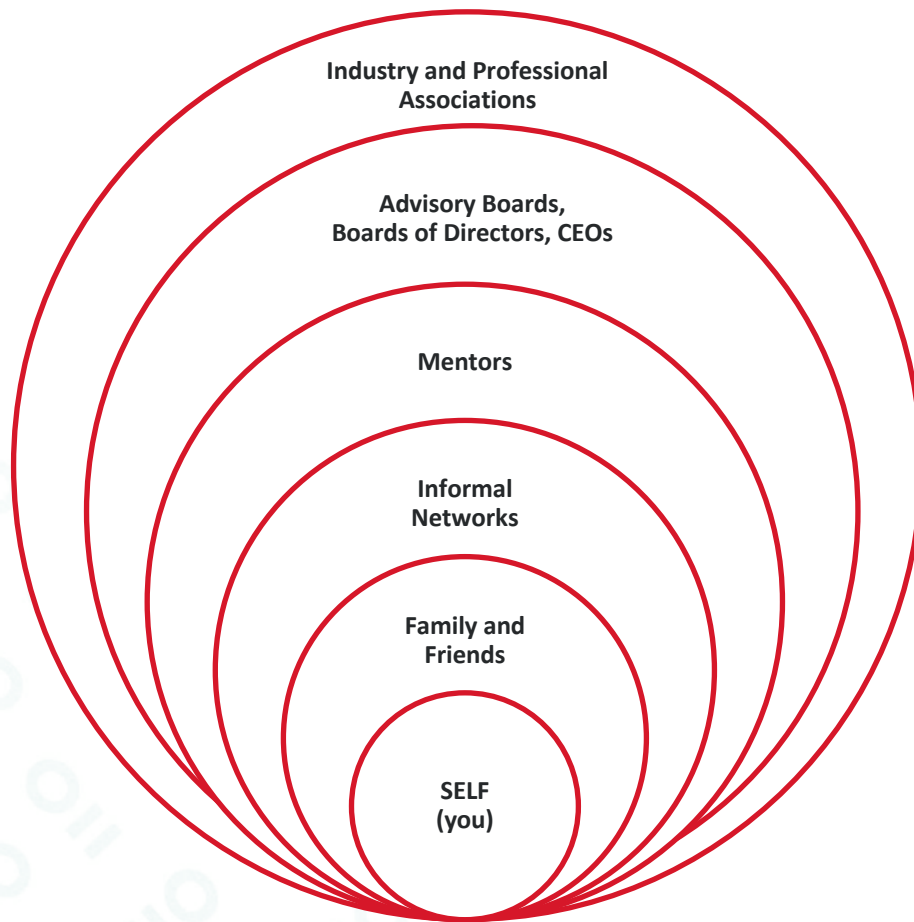 Industry and Professional
Associations
Advisory Boards,
Boards of Directors, CEOs
Mentors
Informal
Networks
Family and
Friends
SELF
(you)